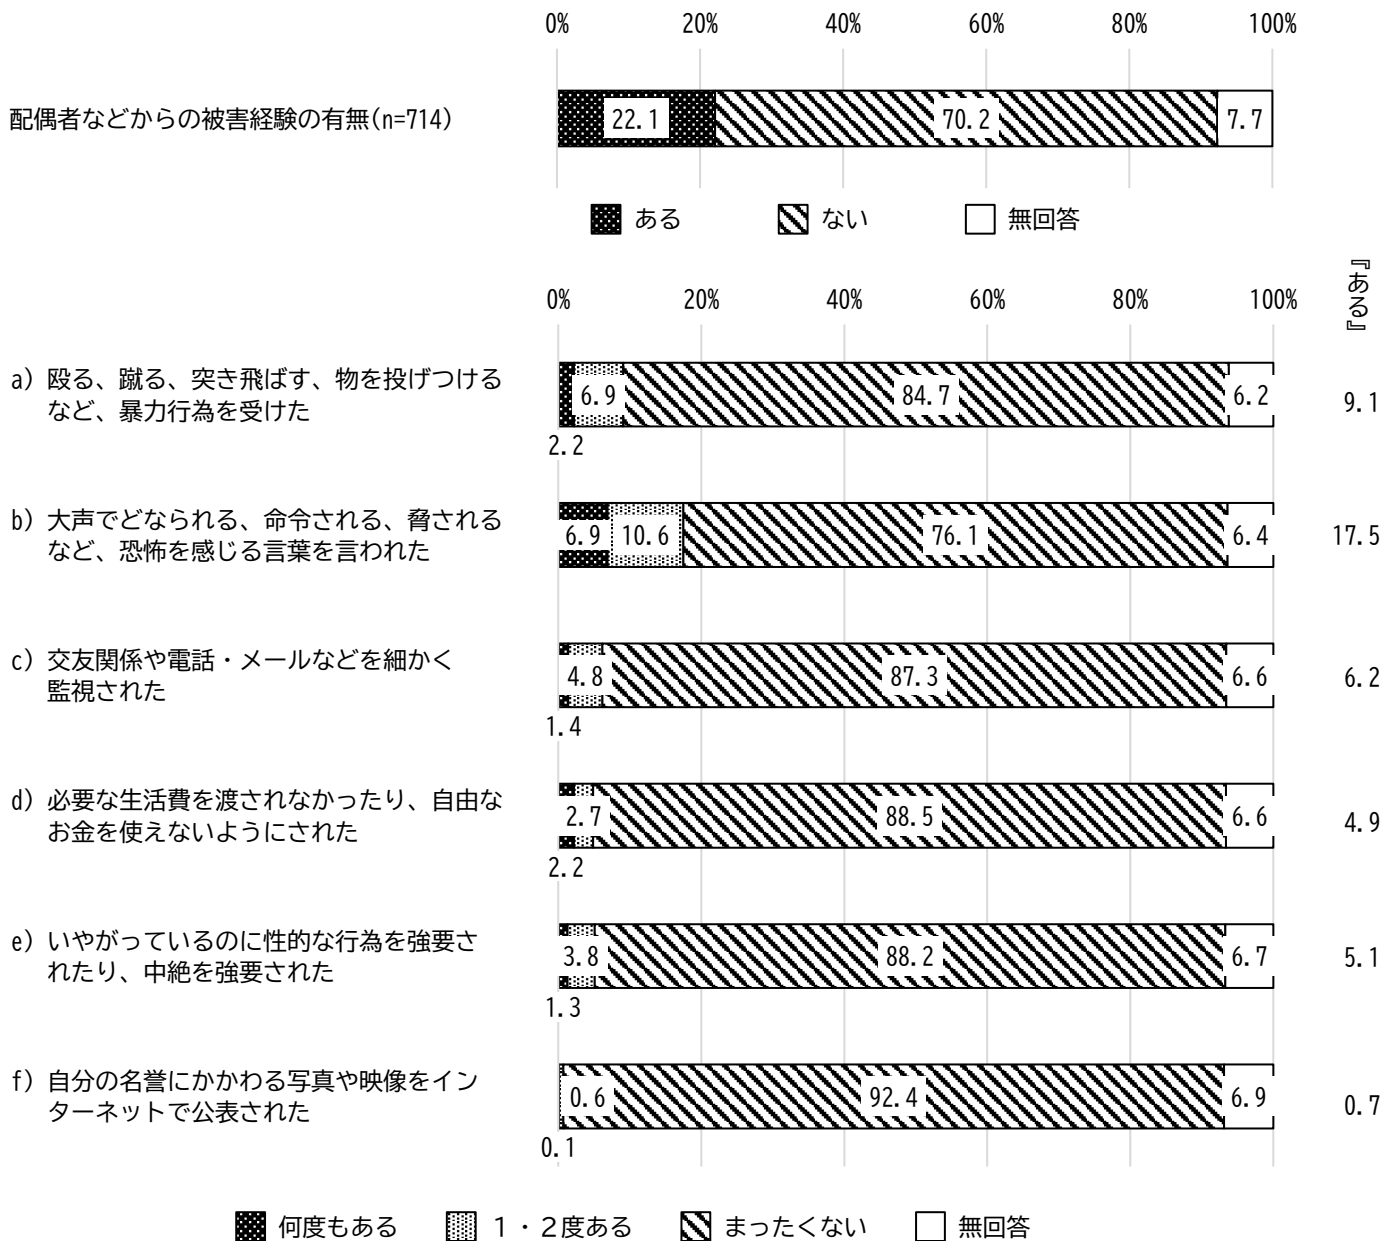 0% 20% 40% 60% 80% 100%
配偶者などからの被害経験の有無(n=714) 22.1 70.2 7.7
ある ない 無回答
『ある』
0% 20% 40% 60% 80% 100%
a) 殴る、蹴る、突き飛ばす、物を投げつける
など、暴力行為を受けた
6.9 84.7 6.2 9.1
2.2
b) 大声でどなられる、命令される、脅される
など、恐怖を感じる言葉を言われた
6.9 10.6 76.1 6.4 17.5
c) 交友関係や電話・メールなどを細かく
監視された
4.8 87.3 6.6 6.2
1.4
d) 必要な生活費を渡されなかったり、自由な
お金を使えないようにされた
2.7 88.5 6.6 4.9
2.2
e) いやがっているのに性的な行為を強要さ
れたり、中絶を強要された
3.8 88.2 6.7 5.1
1.3
f) 自分の名誉にかかわる写真や映像をイン
ターネットで公表された
0.6 92.4 6.9 0.7
0.1
何度もある 1・2度ある まったくない 無回答